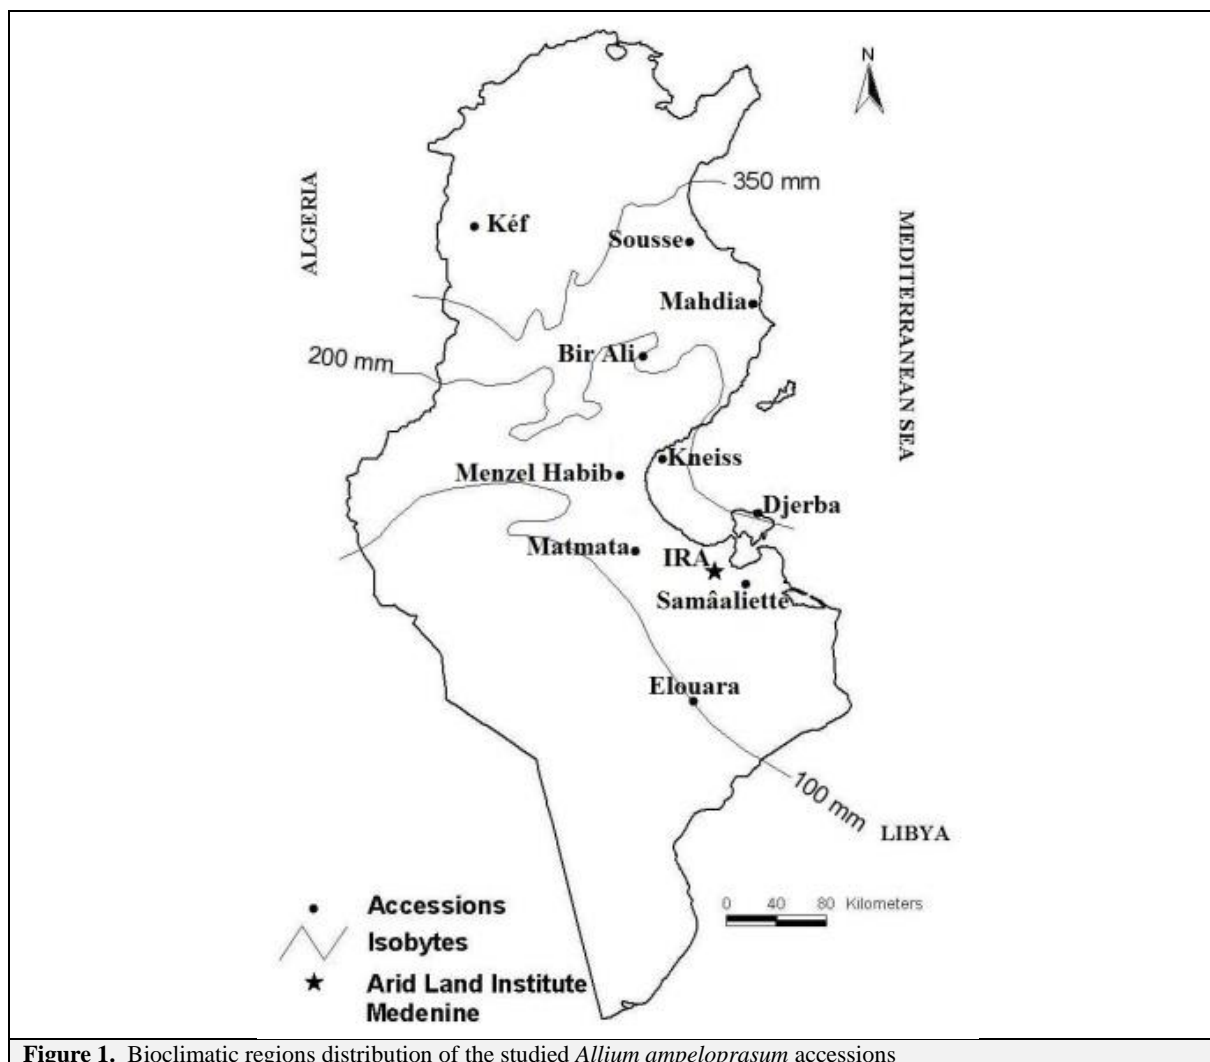 N
350 mm
ALGERIA
Kéf
Sousse
MEDITERRANEAN SEA
Mahdia
Bir Ali
200 mm
Kneiss
Menzel Habib
Djerba
Matmata
IRA
Samâaliette
Elouara
100 mm
LIBYA
0 40 80 Kilometers
Accessions
Isobytes
Arid Land Institute
Medenine
Figure 1. Bioclimatic regions distribution of the studied Allium ampeloprasum accessions